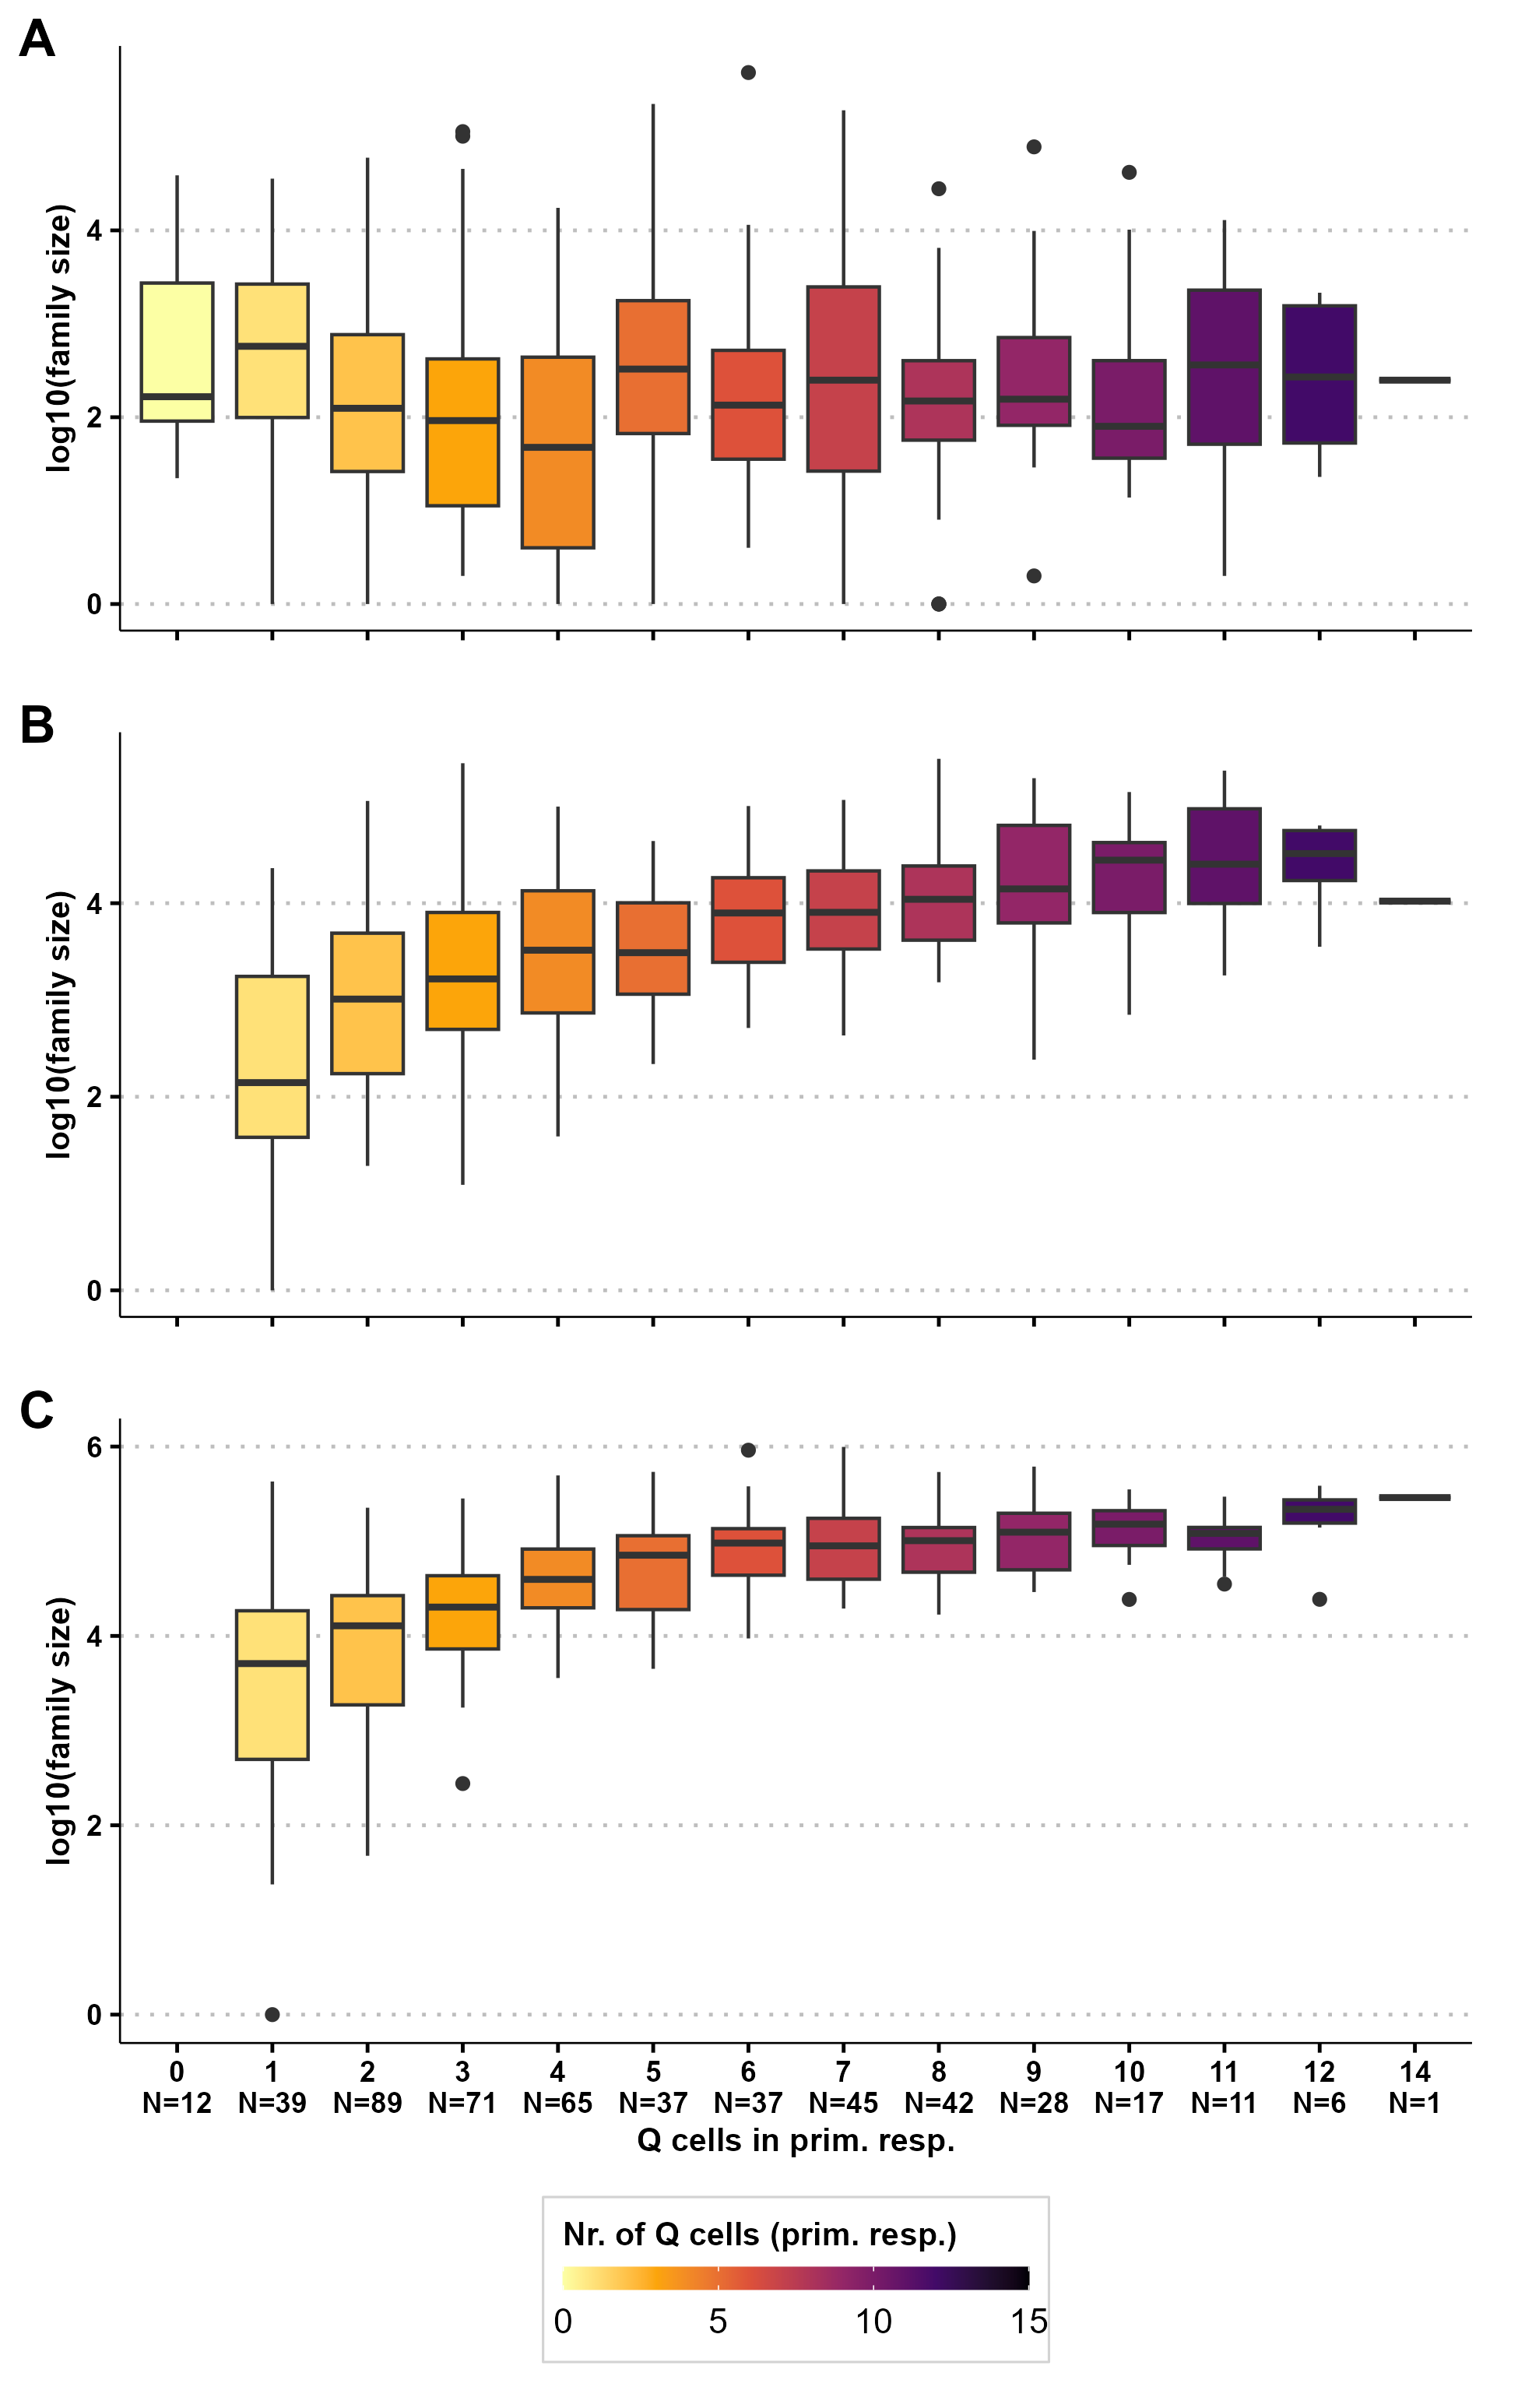 A
log10(family size)
4
2
0
B
log10(family size)
4
2
0
C
log10(family size)
6
4
2
0
0 1 2 3 4 5 6 7 8 9 10 11 12 14
N=12 N=39 N=89 N=71 N=65 N=37 N=37 N=45 N=42 N=28 N=17 N=11 N=6 N=1
Q cells in prim. resp.
Nr. of Q cells (prim. resp.)
0 5 10 15